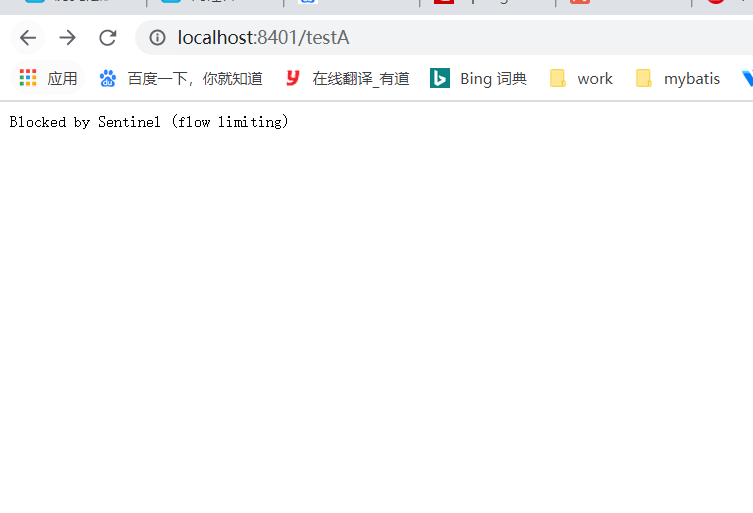 localhost:8401/testA
应用 百度一下，你就知道 在线翻译_有道 Bing 词典 work mybatis
Blocked by Sentinel (flow limiting)